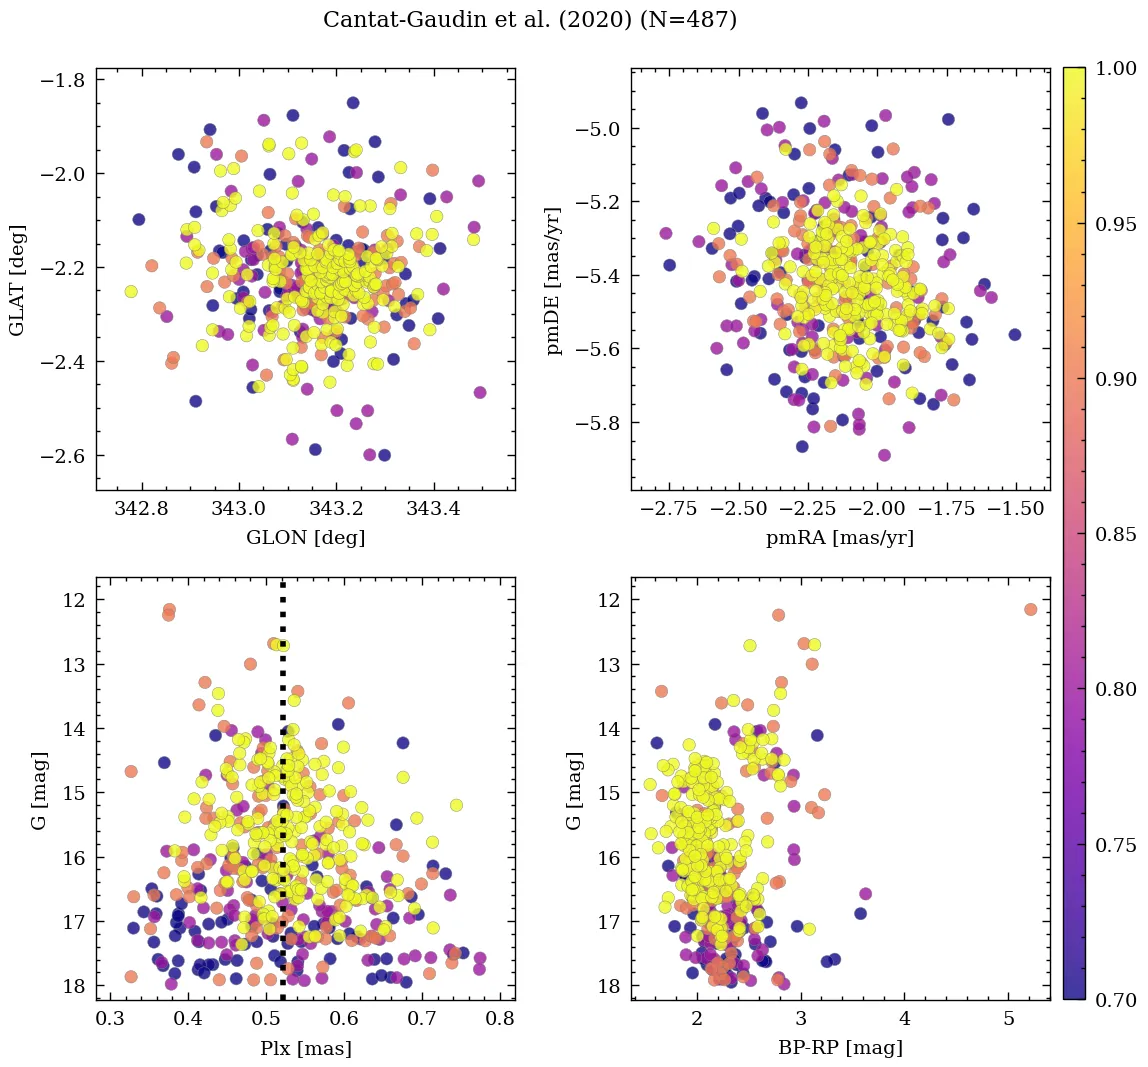 Cantat-Gaudin et al. (2020) (N=487)
−1.8
−2.0
−2.2
−2.4
−2.6
GLAT [deg]
342.8 343.0 343.2 343.4
GLON [deg]
−5.0
−5.2
−5.4
−5.6
−5.8
pmDE [mas/yr]
−2.75 −2.50 −2.25 −2.00 −1.75 −1.50
pmRA [mas/yr]
12
13
14
15
16
17
18
G [mag]
0.3 0.4 0.5 0.6 0.7 0.8
Plx [mas]
12
13
14
15
16
17
18
G [mag]
2 3 4 5
BP-RP [mag]
1.00
0.95
0.90
0.85
0.80
0.75
0.70